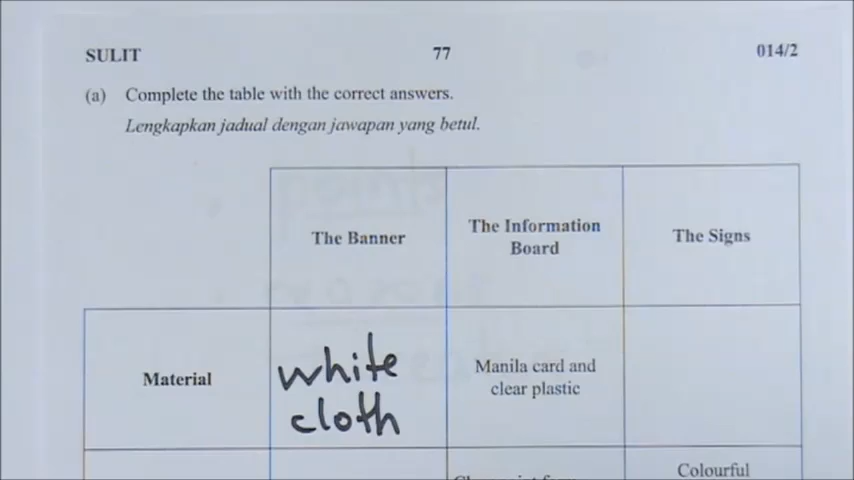 SULIT 77 014/2
(a) Complete the table with the correct answers.
Lengkapkan jadual dengan jawapan yang betul.
The Banner
The Information
Board
The Signs
Material
white
cloth
Manila card and
clear plastic
Colourful